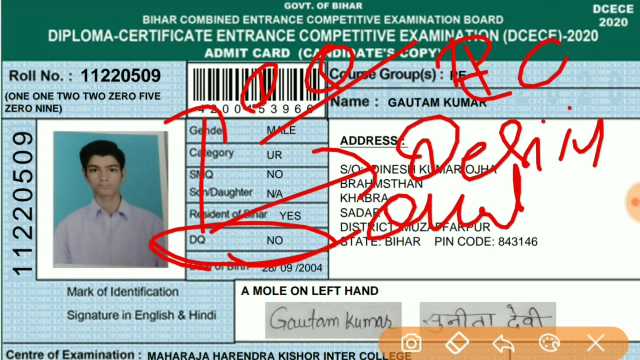 GOVT. OF BIHAR
BIHAR COMBINED ENTRANCE COMPETITIVE EXAMINATION BOARD
DIPLOMA-CERTIFICATE ENTRANCE COMPETITIVE EXAMINATION (DCECE)-2020
ADMIT CARD (CANDIDATE'S COPY)
DCECE
2020
Roll No. : 11220509
(ONE ONE TWO TWO ZERO FIVE
ZERO NINE)
Course Group(s) : PE
Name : GAUTAM KUMAR
11220509
Gender MALE
Category UR
SMQ NO
Son/Daughter N/A
Resident of Bihar YES
DQ NO
Date of Birth 28/ 09 /2004
ADDRESS :
S/O- DINESH KUMAR OJHA
BRAHMSTHAN
KHABRA
SADAR
DISTRICT: MUZAFFARPUR
STATE: BIHAR PIN CODE: 843146
Mark of Identification A MOLE ON LEFT HAND
Signature in English & Hindi Gautam Kumar सुनीता देवी
Centre of Examination : MAHARAJA HARENDRA KISHOR INTER COLLEGE